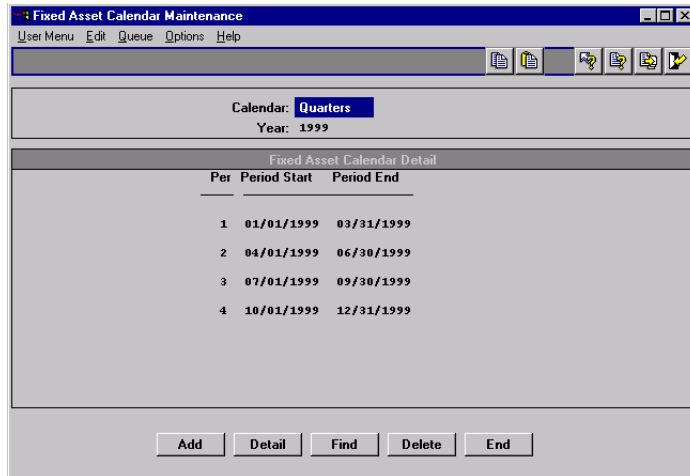 Fixed Asset Calendar Maintenance
User Menu Edit Queue Options Help
Calendar: Quarters
Year: 1999
Fixed Asset Calendar Detail
Per Period Start Period End
1 01/01/1999 03/31/1999
2 04/01/1999 06/30/1999
3 07/01/1999 09/30/1999
4 10/01/1999 12/31/1999
Add Detail Find Delete End